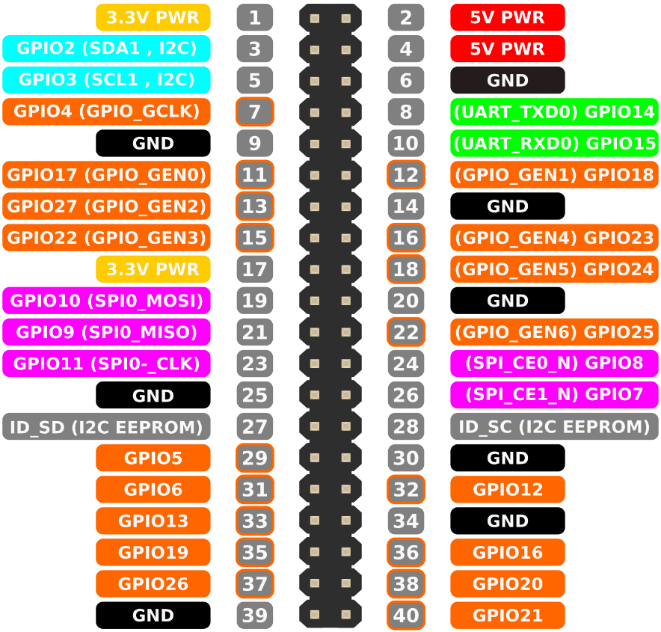 3.3V PWR 1 2 5V PWR
GPIO2 (SDA1 , I2C) 3 4 5V PWR
GPIO3 (SCL1 , I2C) 5 6 GND
GPIO4 (GPIO_GCLK) 7 8 (UART_TXD0) GPIO14
GND 9 10 (UART_RXD0) GPIO15
GPIO17 (GPIO_GEN0) 11 12 (GPIO_GEN1) GPIO18
GPIO27 (GPIO_GEN2) 13 14 GND
GPIO22 (GPIO_GEN3) 15 16 (GPIO_GEN4) GPIO23
3.3V PWR 17 18 (GPIO_GEN5) GPIO24
GPIO10 (SPI0_MOSI) 19 20 GND
GPIO9 (SPI0_MISO) 21 22 (GPIO_GEN6) GPIO25
GPIO11 (SPI0-_CLK) 23 24 (SPI_CE0_N) GPIO8
GND 25 26 (SPI_CE1_N) GPIO7
ID_SD (I2C EEPROM) 27 28 ID_SC (I2C EEPROM)
GPIO5 29 30 GND
GPIO6 31 32 GPIO12
GPIO13 33 34 GND
GPIO19 35 36 GPIO16
GPIO26 37 38 GPIO20
GND 39 40 GPIO21